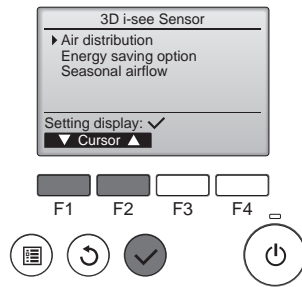 3D i-see Sensor
Air distribution
Energy saving option
Seasonal airflow
Setting display:
Cursor
F1 F2 F3 F4